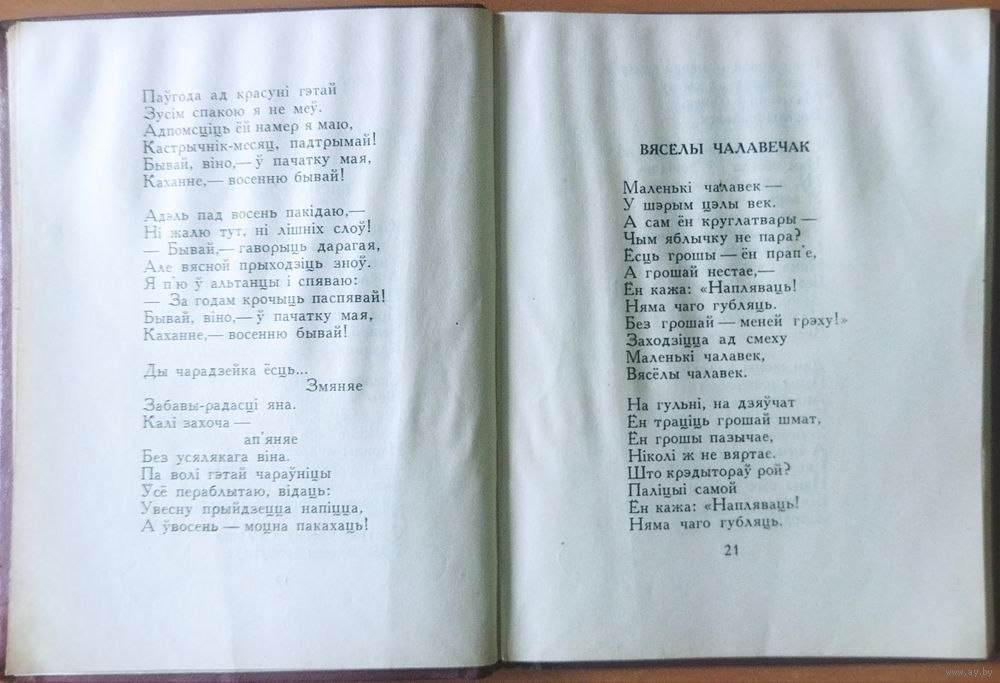 Паўгода ад красуні гэтай
Зусім спакою я не меў.
Адпомсціць ёй намер я маю,
Кастрычнік-месяц, падтрымай!
Бывай, віно,— ў пачатку мая,
Каханне,— восенню бывай!
Адэль пад восень пакідаю,—
Ні жалю тут, ні лішніх слоў!
— Бывай,— гаворыць дарагая,
Але вясной прыходзіць зноў.
Я п'ю ў альтанцы і спяваю:
— За годам крочыць паспявай!
Бывай, віно,— ў пачатку мая,
Каханне,— восенню бывай!
Ды чарадзейка ёсць...
Змяняе
Забавы-радасці яна.
Калі захоча —
ап'яняе
Без усялякага віна.
Па волі гэтай чараўніцы
Ўсё пераблытаю, відаць:
Увесну прыйдзецца напіцца,
А ўвосень — моцна пакахаць!
ВЯСЁЛЫ ЧАЛАВЕЧАК
Маленькі чалавек —
У шэрым цэлы век.
А сам ён круглатвары —
Чым яблычку не пара?
Ёсць грошы — ён прап'е,
А грошай нестае,—
Ён кажа: «Напляваць!
Няма чаго губляць.
Без грошай — меней грэху!»
Заходзіцца ад смеху
Маленькі чалавек,
Вясёлы чалавек.
На гульні, на дзяўчат
Ён траціць грошай шмат,
Ён грошы пазычае,
Ніколі ж не вяртае.
Што крэдытораў рой?
Паліцыі самой
Ён кажа: «Напляваць!
Няма чаго губляць.
21
www.ay.by